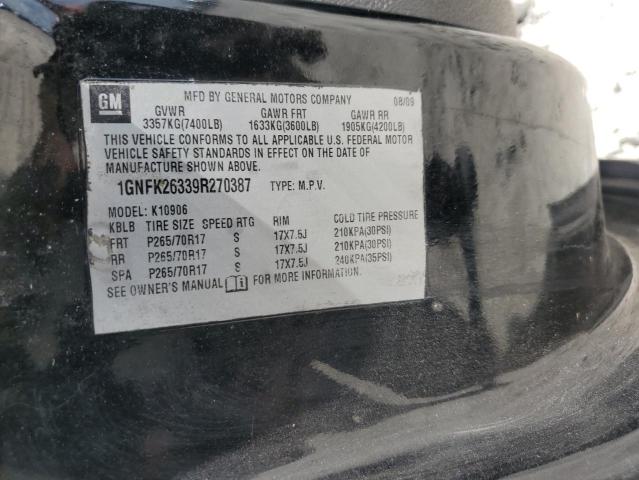 GM
MFD BY GENERAL MOTORS COMPANY 08/09
GVWR GAWR FRT GAWR RR
3357KG(7400LB) 1633KG(3600LB) 1905KG(4200LB)
THIS VEHICLE CONFORMS TO ALL APPLICABLE U.S. FEDERAL MOTOR
VEHICLE SAFETY STANDARDS IN EFFECT ON THE DATE OF
MANUFACTURE SHOWN ABOVE.
1GNFK26339R270387 TYPE: M.P.V.
MODEL: K10906
KBLB TIRE SIZE SPEED RTG RIM COLD TIRE PRESSURE
FRT P265/70R17 S 17X7.5J 210KPA(30PSI)
RR P265/70R17 S 17X7.5J 210KPA(30PSI)
SPA P265/70R17 S 17X7.5J 240KPA(35PSI)
SEE OWNER'S MANUAL i FOR MORE INFORMATION.